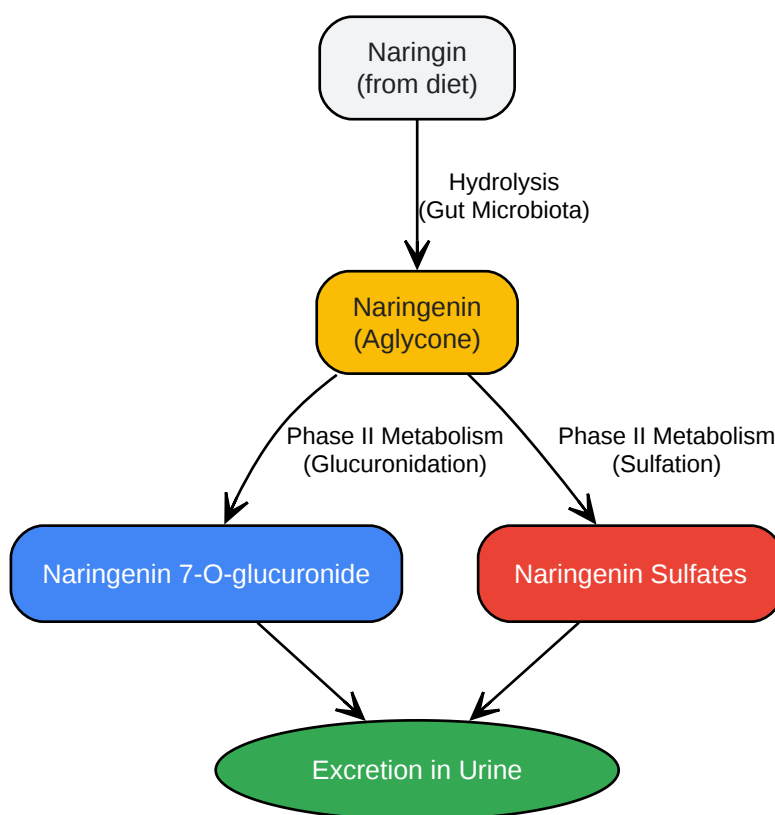 Naringin
(from diet)
Hydrolysis
(Gut Microbiota)
Naringenin
(Aglycone)
Phase II Metabolism
(Glucuronidation)
Phase II Metabolism
(Sulfation)
Naringenin 7-O-glucuronide
Naringenin Sulfates
Excretion in Urine